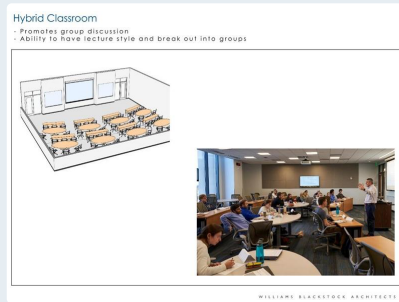 Hybrid Classroom
- Promotes group discussion
- Ability to have lecture style and break out into groups
WILLIAMS BLACKSTOCK ARCHITECTS